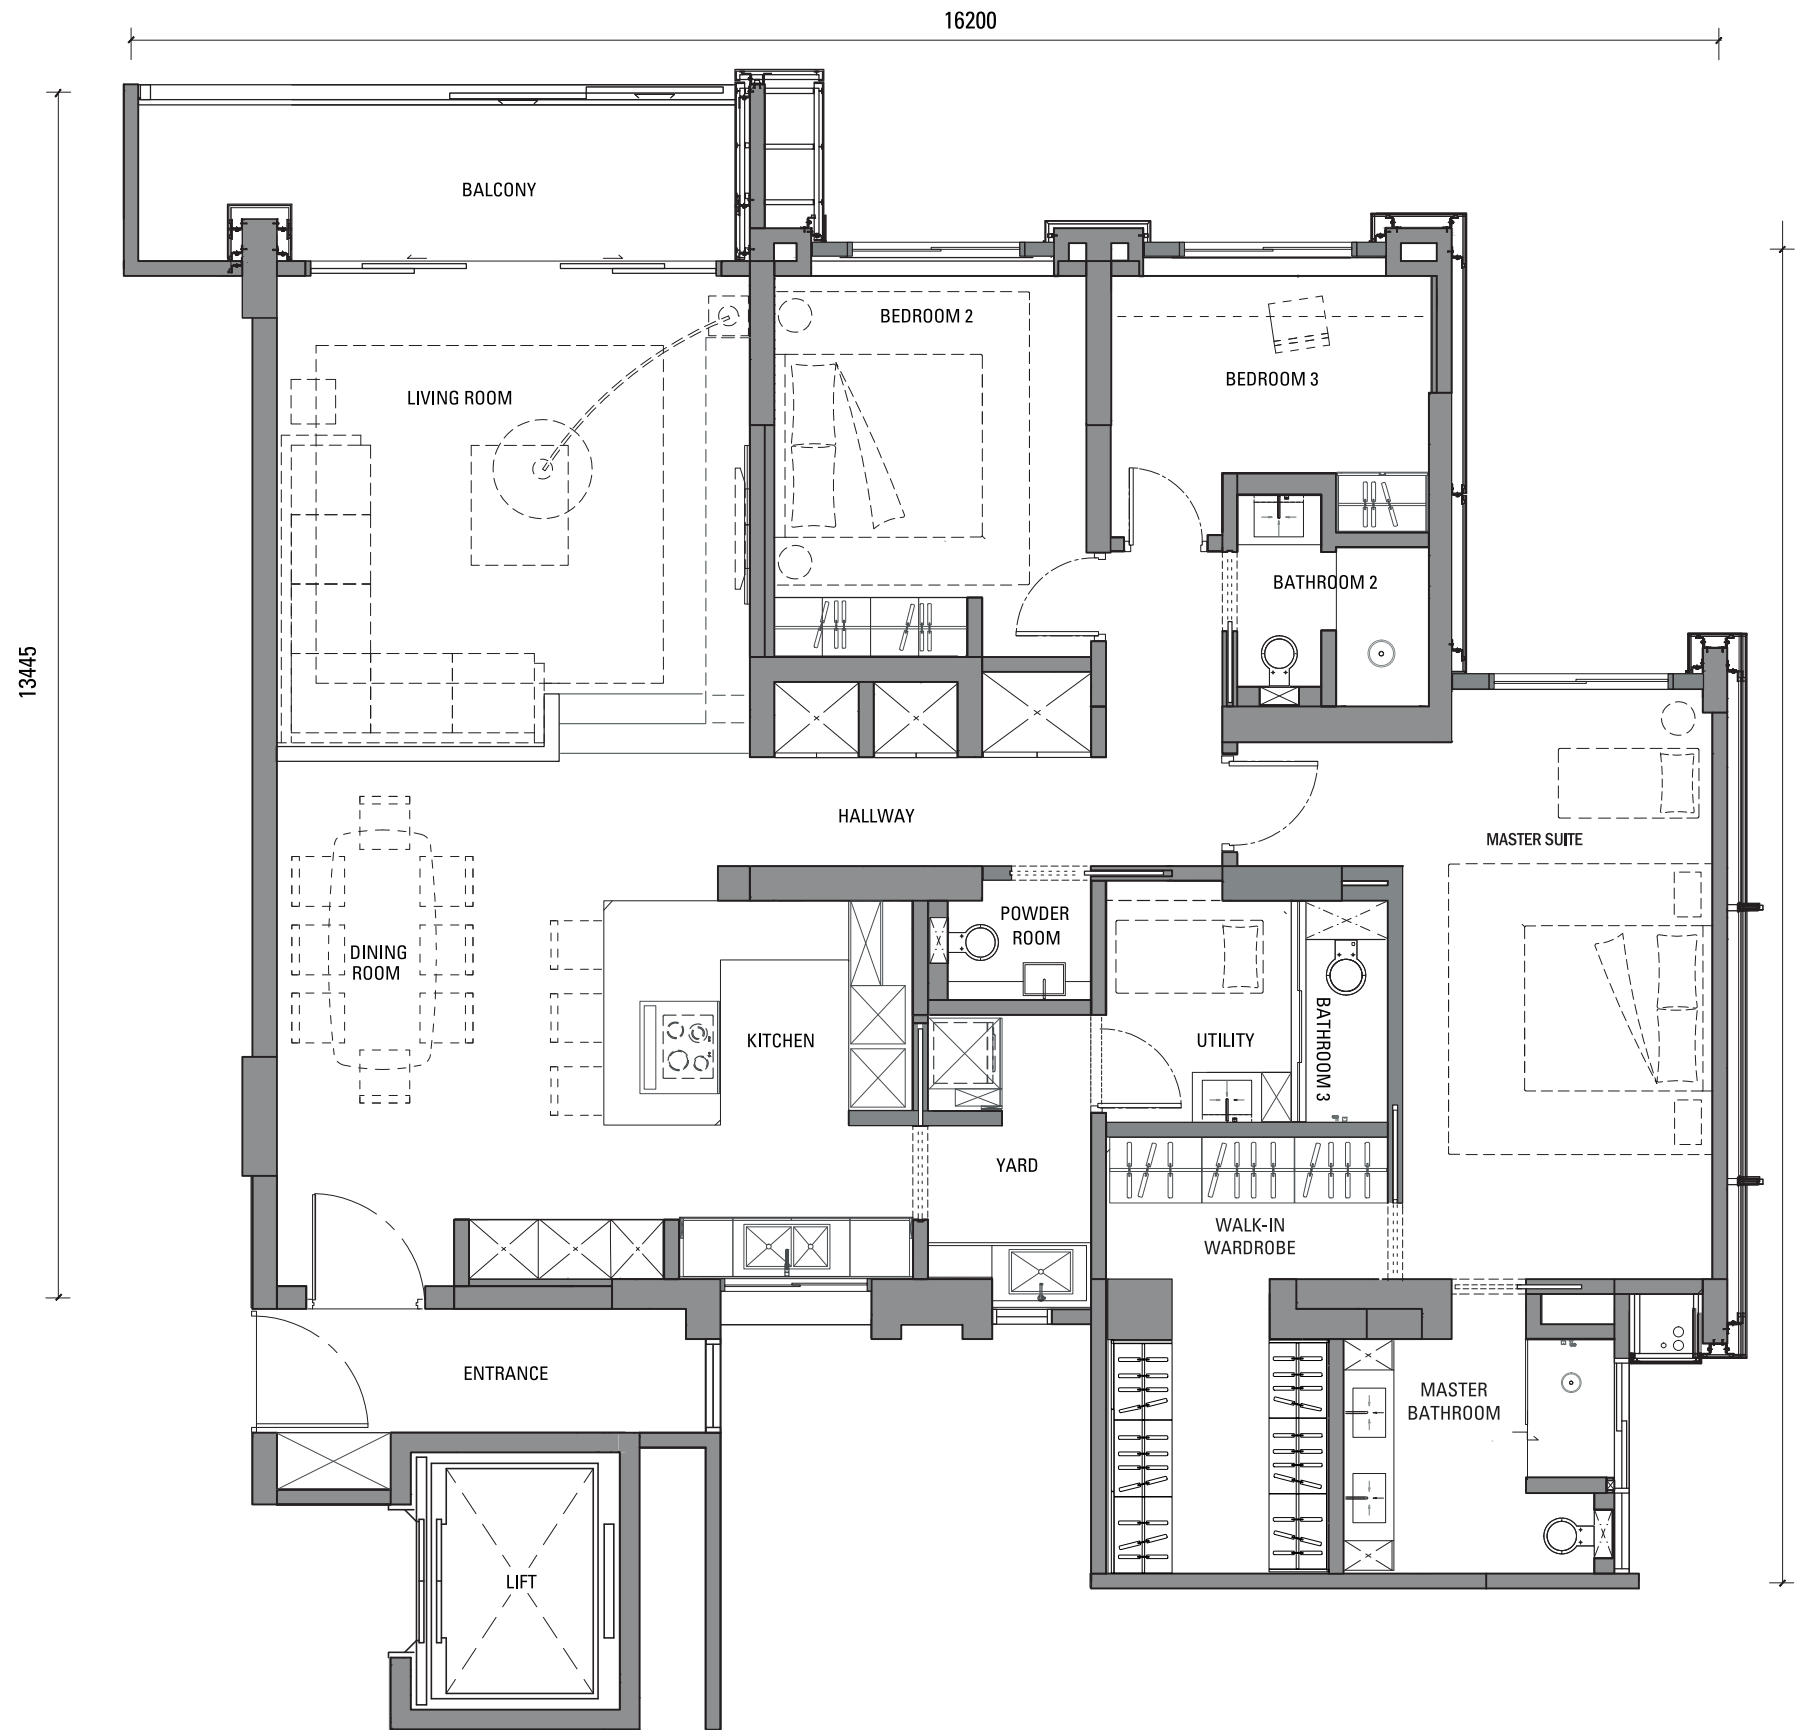 16200
BALCONY
BEDROOM 2
BEDROOM 3
LIVING ROOM
BATHROOM 2
13445
HALLWAY
MASTER SUITE
POWDER
ROOM
DINING
ROOM
KITCHEN
UTILITY
BATHROOM 3
YARD
WALK-IN
WARDROBE
ENTRANCE
MASTER
BATHROOM
LIFT